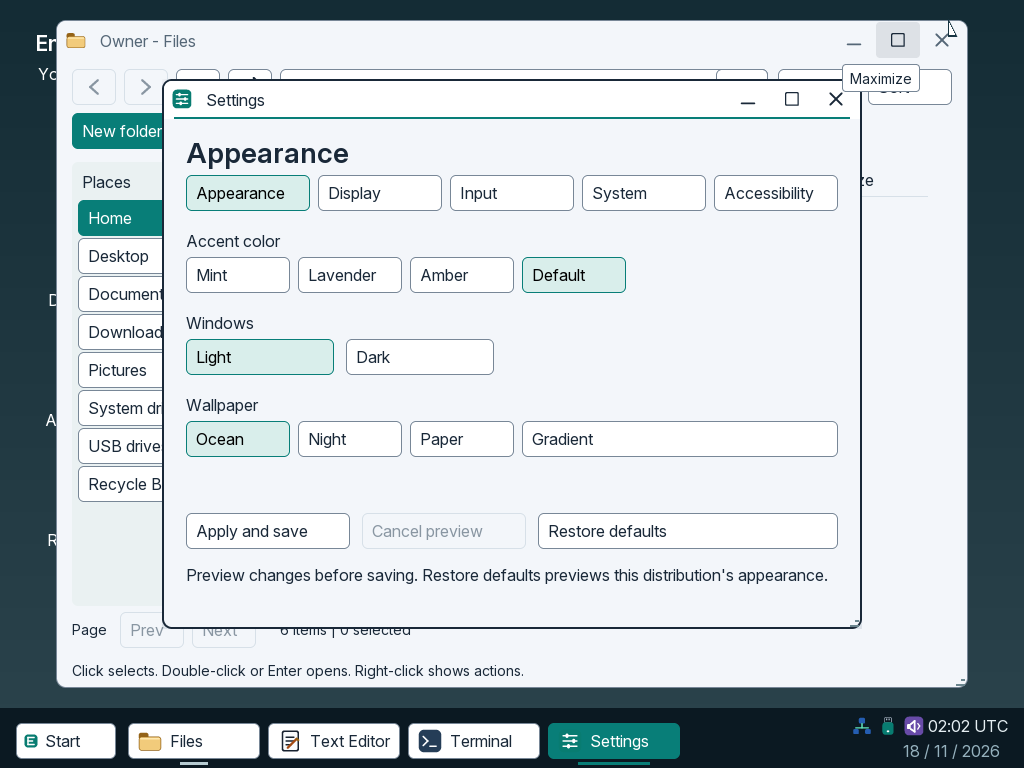 Owner - Files
Maximize
Settings
New folder
Appearance
Places
Appearance Display Input System Accessibility
Home
Accent color
Desktop
Mint Lavender Amber Default
Windows
Pictures
Light Dark
Wallpaper
Ocean Night Paper Gradient
Apply and save Cancel preview Restore defaults
Preview changes before saving. Restore defaults previews this distribution's appearance.
Page Prev Next 6 items | 0 selected
Click selects. Double-click or Enter opens. Right-click shows actions.
Start Files Text Editor Terminal Settings
02:02 UTC
18 / 11 / 2026